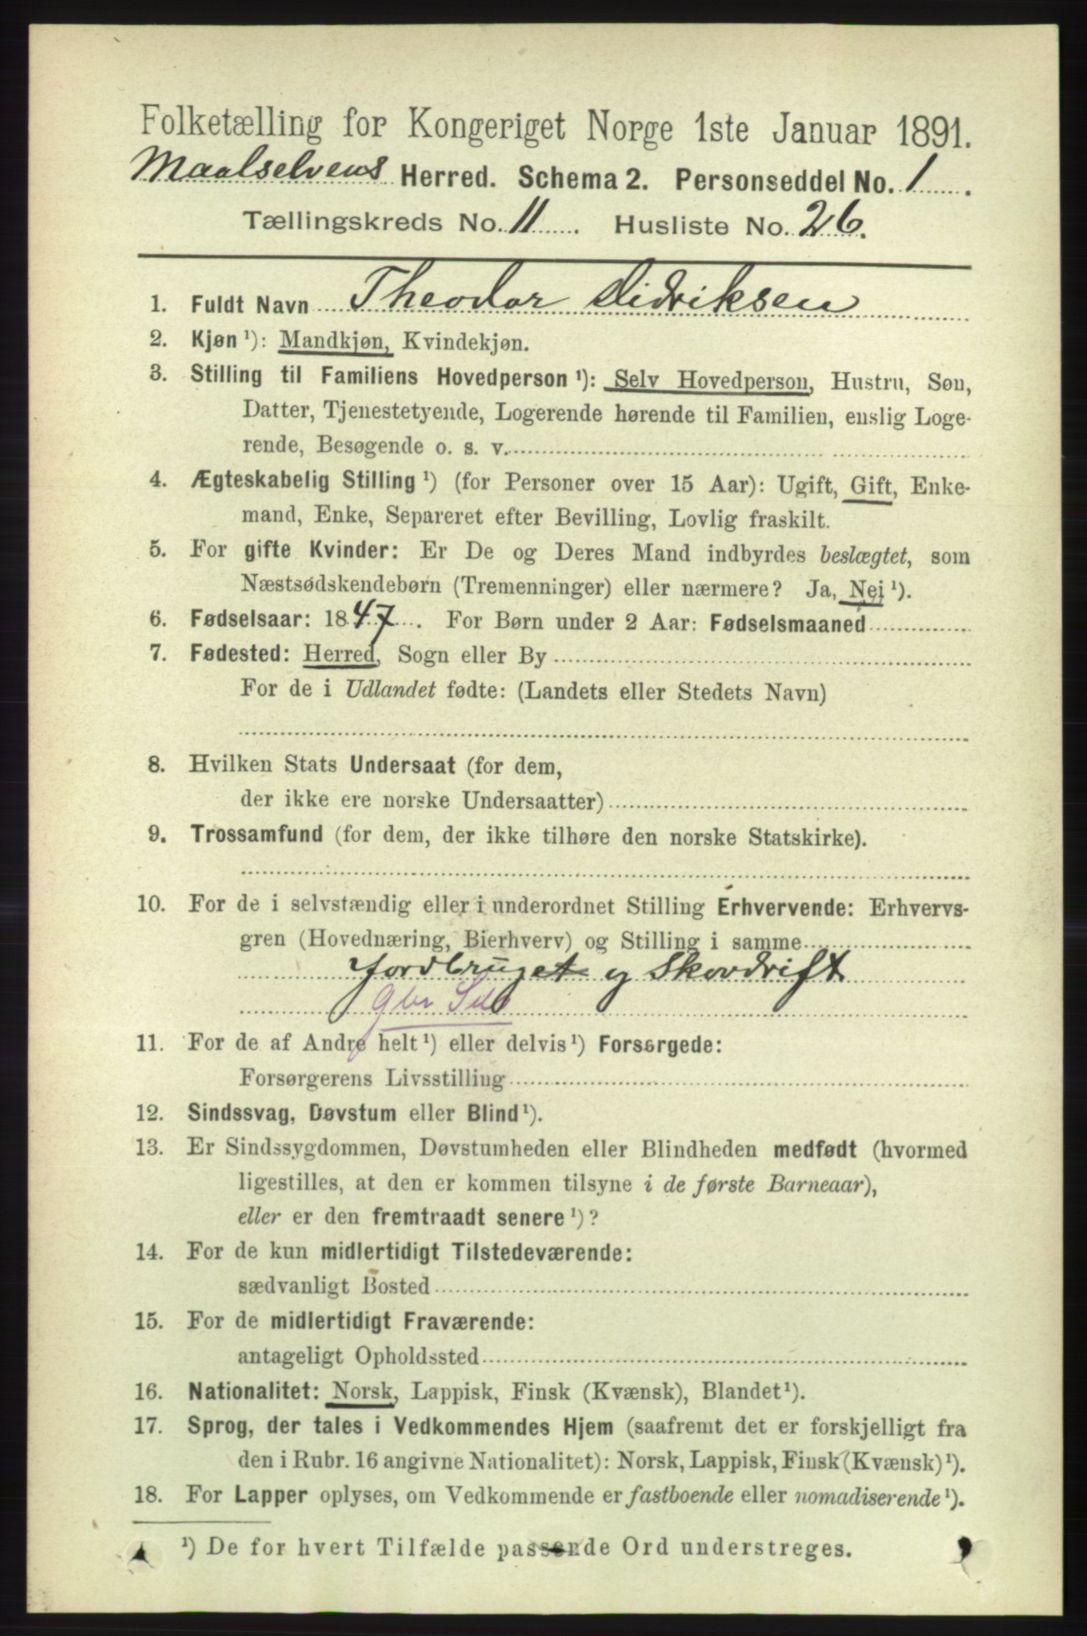 Folketælling for Kongeriget Norge 1ste Januar 1891.
Maalselvens Herred. Schema 2. Personseddel No. 1.
Tællingskreds No. 11. Husliste No. 26.
1. Fuldt Navn Theodor Didriksen
2. Kjøn ¹): Mandkjøn, Kvindekjøn.
3. Stilling til Familiens Hovedperson ¹): Selv Hovedperson, Hustru, Søn,
Datter, Tjenestetyende, Logerende hørende til Familien, enslig Loge-
rende, Besøgende o. s. v.
4. Ægteskabelig Stilling ¹) (for Personer over 15 Aar): Ugift, Gift, Enke-
mand, Enke, Separeret efter Bevilling, Lovlig fraskilt.
5. For gifte Kvinder: Er De og Deres Mand indbyrdes beslægtet, som
Næstsødskendebørn (Tremenninger) eller nærmere? Ja, Nei ¹).
6. Fødselsaar: 1847. For Børn under 2 Aar: Fødselsmaaned
7. Fødested: Herred, Sogn eller By
For de i Udlandet fødte: (Landets eller Stedets Navn)
8. Hvilken Stats Undersaat (for dem,
der ikke ere norske Undersaatter)
9. Trossamfund (for dem, der ikke tilhøre den norske Statskirke).
10. For de i selvstændig eller i underordnet Stilling Erhvervende: Erhvervs-
gren (Hovednæring, Bierhverv) og Stilling i samme
Jordbruget og Skovdrift
gbr
11. For de af Andre helt ¹) eller delvis ¹) Forsørgede:
Forsørgerens Livsstilling
12. Sindssvag, Døvstum eller Blind ¹).
13. Er Sindssygdommen, Døvstumheden eller Blindheden medfødt (hvormed
ligestilles, at den er kommen tilsyne i de første Barneaar),
eller er den fremtraadt senere ¹)?
14. For de kun midlertidigt Tilstedeværende:
sædvanligt Bosted
15. For de midlertidigt Fraværende:
antageligt Opholdssted
16. Nationalitet: Norsk, Lappisk, Finsk (Kvænsk), Blandet ¹).
17. Sprog, der tales i Vedkommendes Hjem (saafremt det er forskjelligt fra
den i Rubr. 16 angivne Nationalitet): Norsk, Lappisk, Finsk (Kvænsk) ¹).
18. For Lapper oplyses, om Vedkommende er fastboende eller nomadiserende ¹).
¹) De for hvert Tilfælde passende Ord understreges.